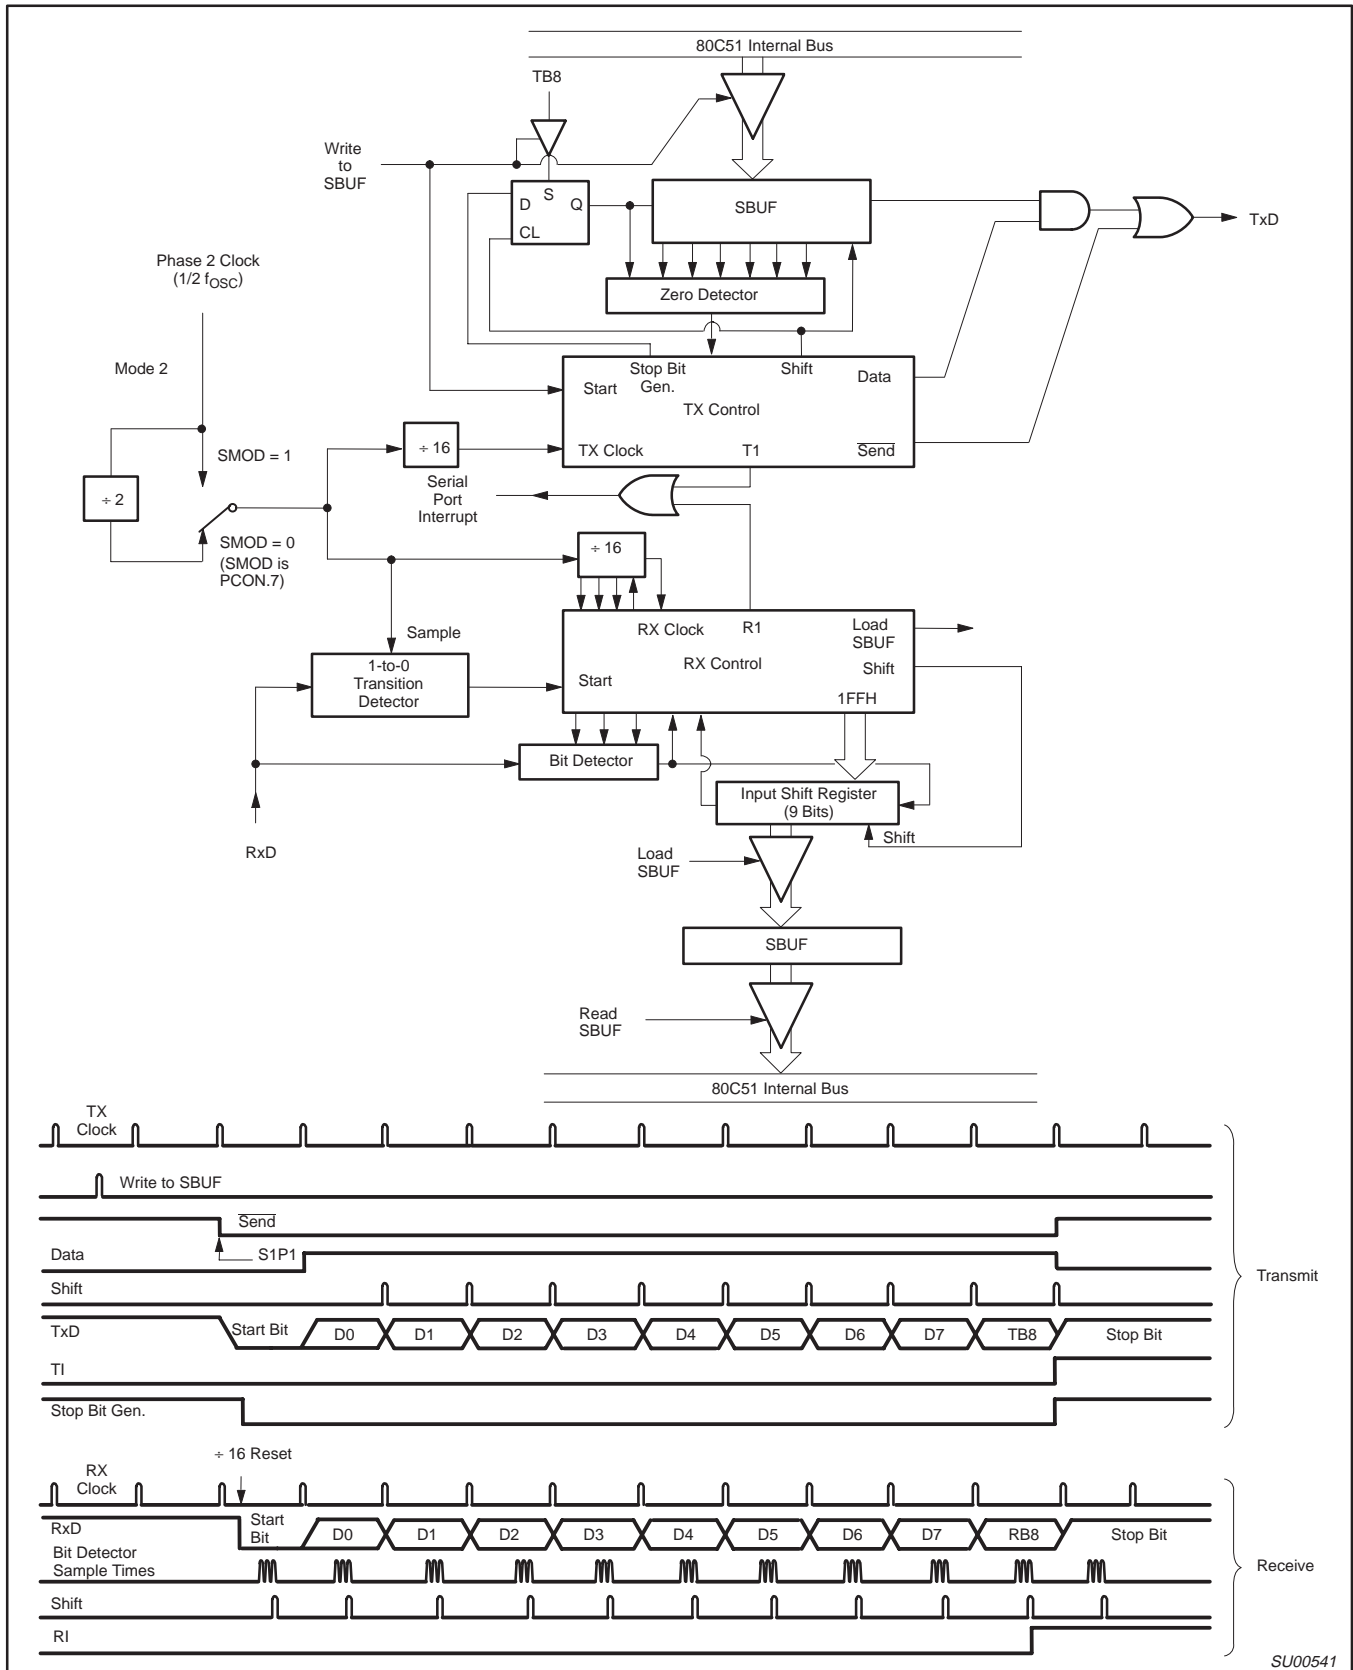 80C51 Internal Bus
TB8
Write
to
SBUF
D
S
Q
CL
SBUF
TxD
Phase 2 Clock
(1/2 fOSC)
Zero Detector
Mode 2
Stop Bit
Gen.
Shift
Data
Start
TX Control
÷ 16
TX Clock
T1
Send
SMOD = 1
÷ 2
Serial
Port
Interrupt
SMOD = 0
(SMOD is
PCON.7)
÷ 16
Sample
RX Clock
R1
Load
SBUF
RX Control
Shift
1-to-0
Transition
Detector
Start
1FFH
Bit Detector
Input Shift Register
(9 Bits)
Shift
RxD
Load
SBUF
SBUF
Read
SBUF
80C51 Internal Bus
TX
Clock
Write to SBUF
Send
Data
S1P1
Shift
Transmit
TxD
Start Bit
D0
D1
D2
D3
D4
D5
D6
D7
TB8
Stop Bit
TI
Stop Bit Gen.
÷ 16 Reset
RX
Clock
RxD
Start
Bit
D0
D1
D2
D3
D4
D5
D6
D7
RB8
Stop Bit
Bit Detector
Sample Times
Receive
Shift
RI
SU00541